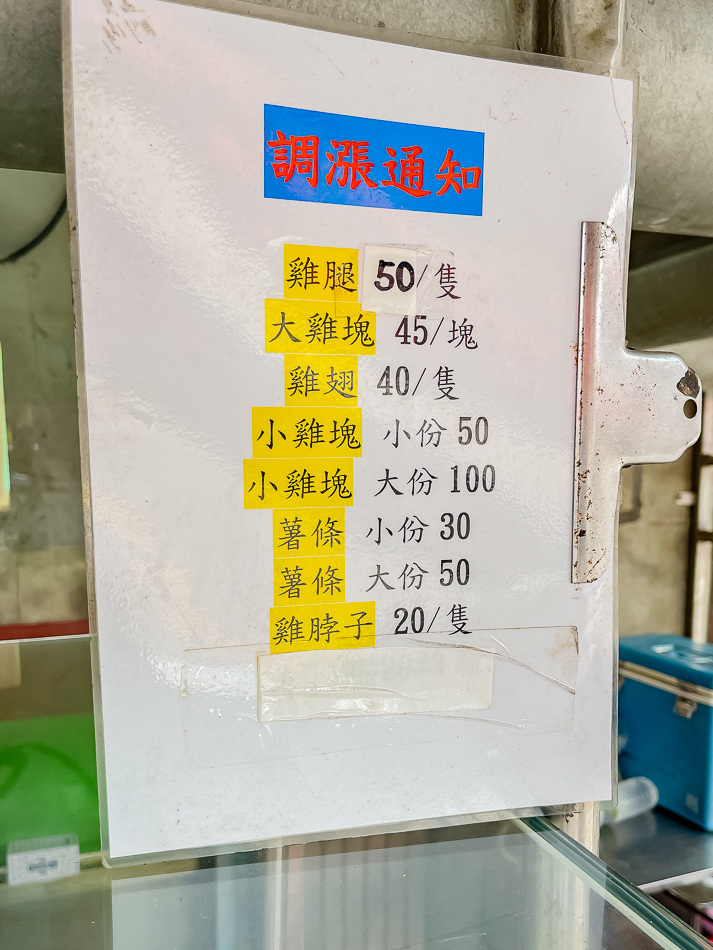 調漲通知
雞腿 50/隻
大雞塊 45/塊
雞翅 40/隻
小雞塊 小份 50
小雞塊 大份 100
薯條 小份 30
薯條 大份 50
雞脖子 20/隻